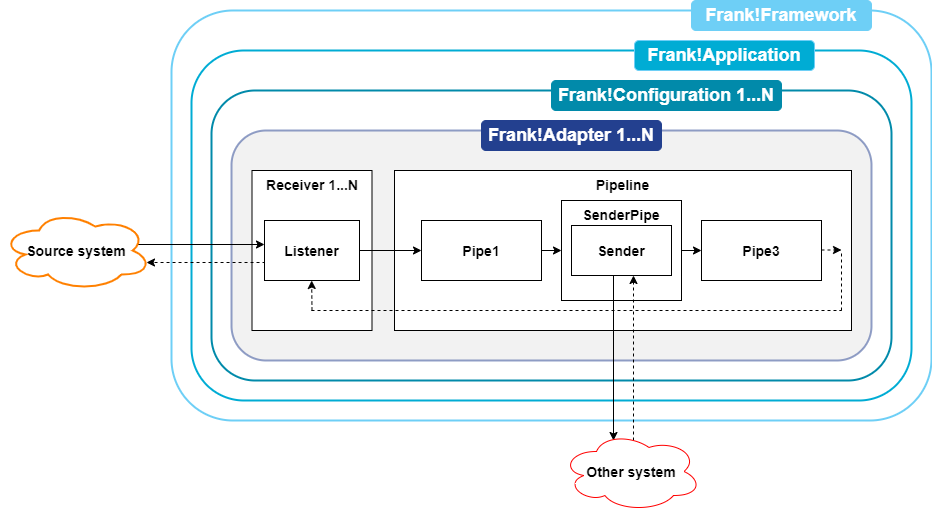 Frank!Framework
Frank!Application
Frank!Configuration 1...N
Frank!Adapter 1...N
Receiver 1...N
Pipeline
SenderPipe
Source system
Listener
Pipe1
Sender
Pipe3
Other system